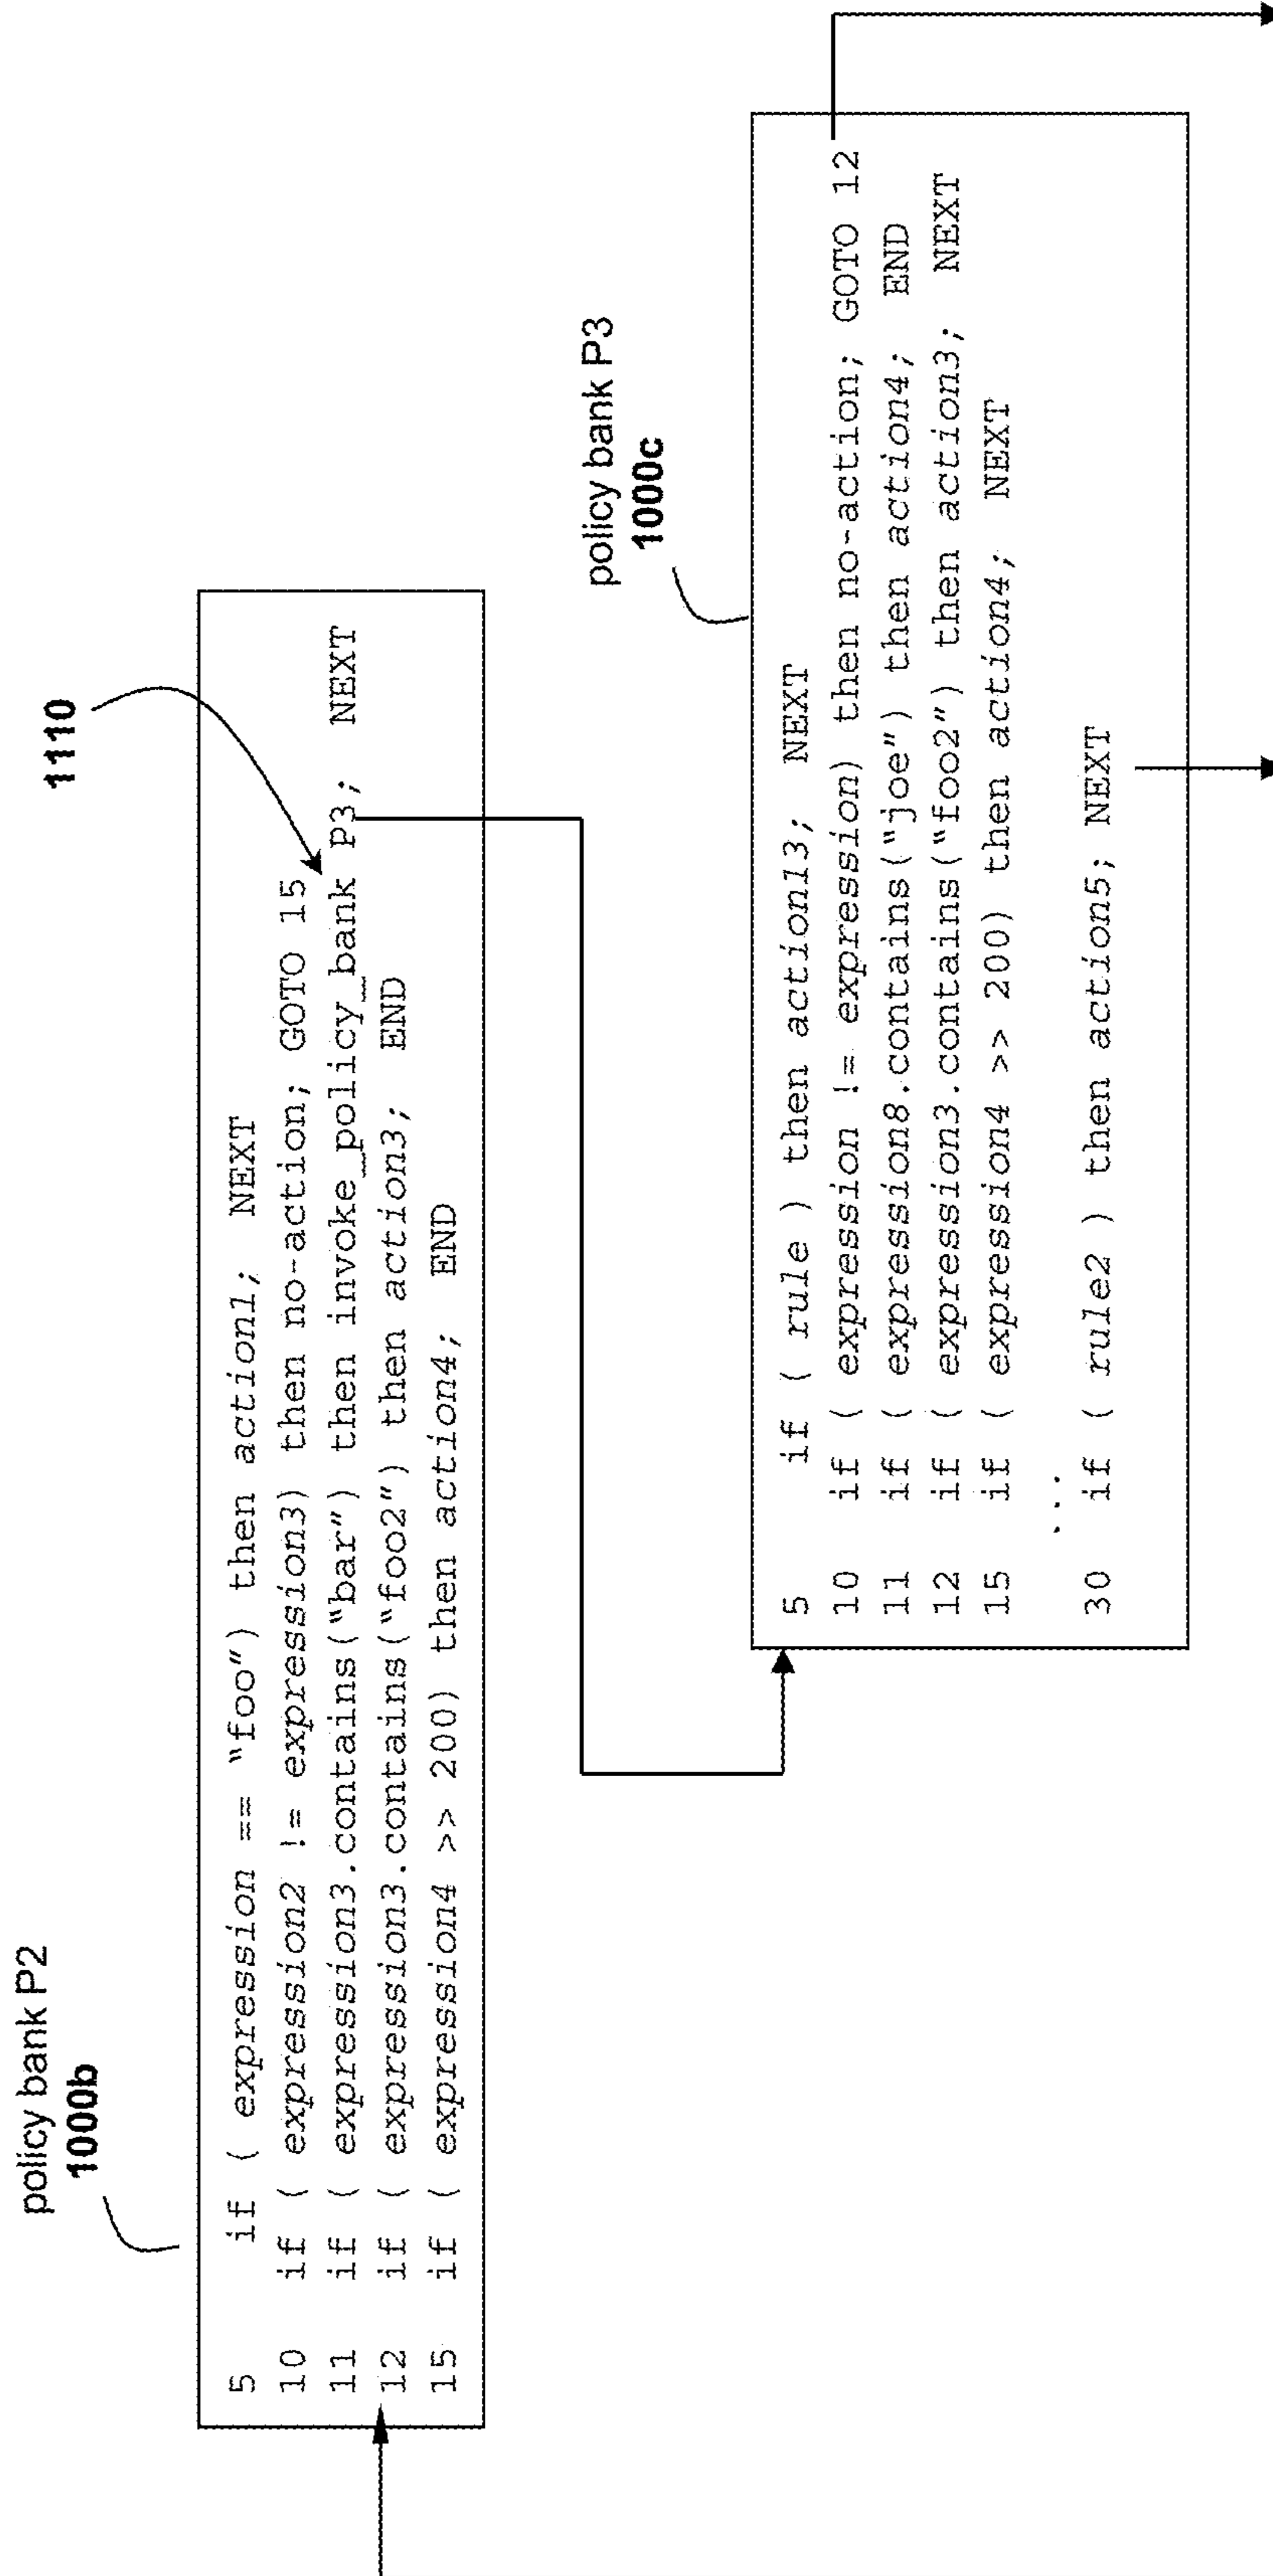 policy bank P2
1000b
1110
5 if ( expression == "foo") then action1; NEXT
10 if ( expression2 != expression3) then no-action; GOTO 15
11 if ( expression3.contains("bar") then invoke_policy_bank P3; NEXT
12 if ( expression3.contains("foo2") then action3; END
15 if ( expression4 >> 200) then action4; END
policy bank P3
1000c
5 if ( rule ) then action13; NEXT
10 if ( expression != expression) then no-action; GOTO 12
11 if ( expression8.contains("joe") then action4; END
12 if ( expression3.contains("foo2") then action3; NEXT
15 if ( expression4 >> 200) then action4; NEXT
...
30 if ( rule2 ) then action5; NEXT